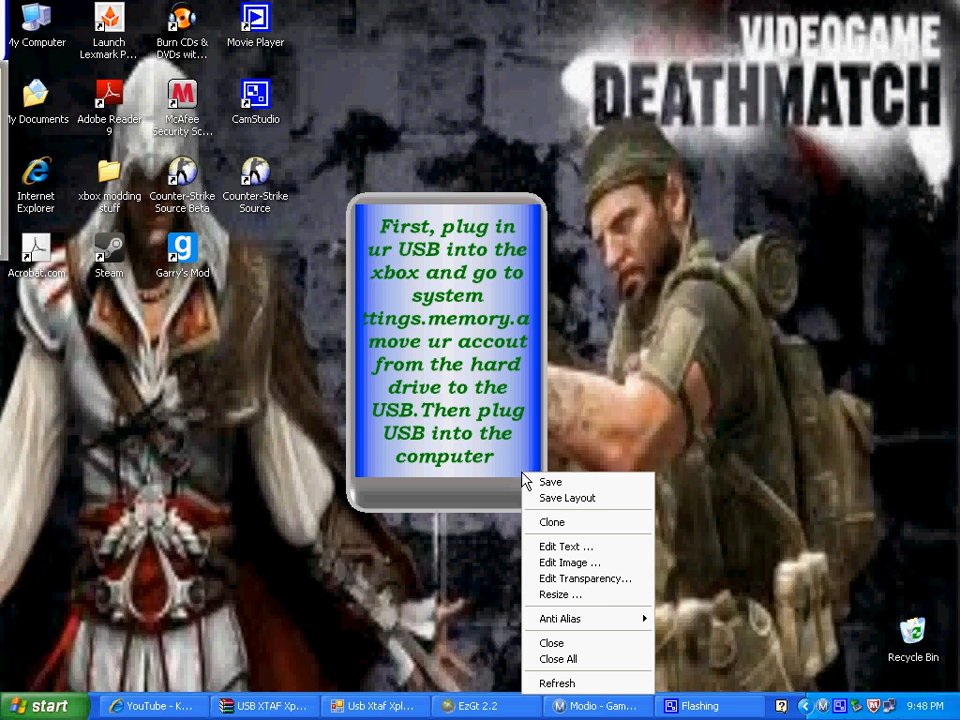 VIDEOGAME
DEATHMATCH
My Computer
Launch
Lexmark P...
Burn CDs &
DVDs wit...
Movie Player
My Documents
Adobe Reader
9
McAfee
Security Sc...
CamStudio
Internet
Explorer
xbox modding
stuff
Counter-Strike
Source Beta
Counter-Strike
Source
Acrobat.com
Steam
Garry's Mod
First, plug in
ur USB into the
xbox and go to
system
ttings.memory.a
move ur accout
from the hard
drive to the
USB.Then plug
USB into the
computer
Save
Save Layout
Clone
Edit Text ...
Edit Image ...
Edit Transparency...
Resize ...
Anti Alias
Close
Close All
Refresh
Recycle Bin
start
YouTube - K...
USB XTAF Xp...
Usb Xtaf Xpl...
EzGt 2.2
Modio - Gam...
Flashing
9:48 PM